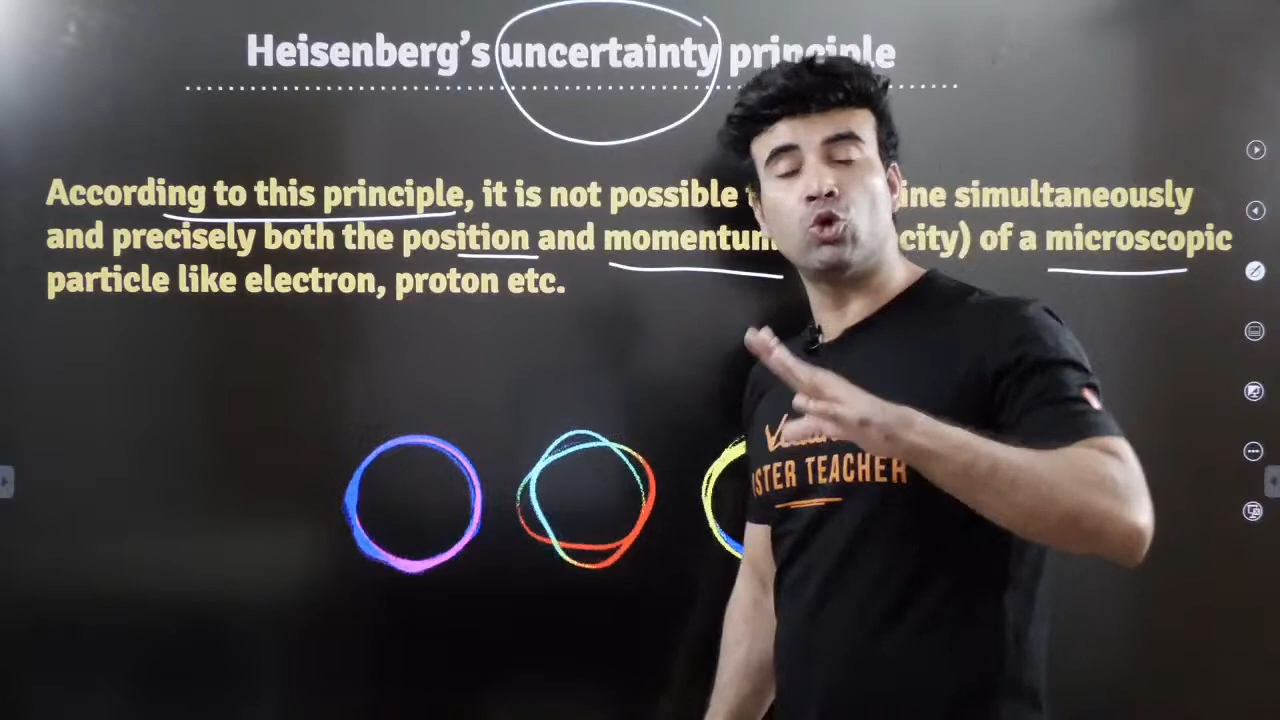 Heisenberg's uncertainty principle
According to this principle, it is not possible simultaneously
and precisely both the position and momentum of a microscopic
particle like electron, proton etc.
TEACHER